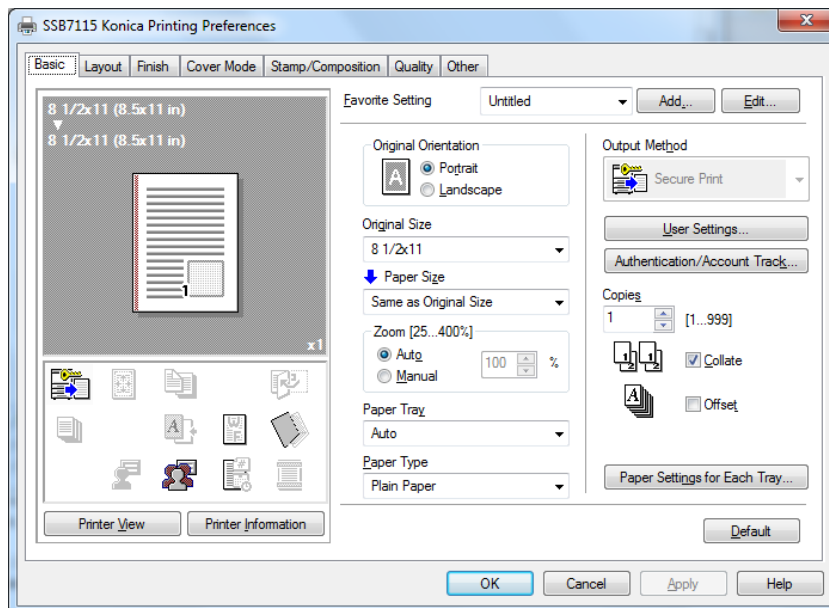 SSB7115 Konica Printing Preferences
Basic Layout Finish Cover Mode Stamp/Composition Quality Other
8 1/2x11 (8.5x11 in)
8 1/2x11 (8.5x11 in)
1
x1
Printer View Printer Information
Favorite Setting Untitled Add... Edit...
Original Orientation
A
Portrait
Landscape
Original Size
8 1/2x11
Paper Size
Same as Original Size
Zoom [25...400%]
Auto
Manual
100 %
Paper Tray
Auto
Paper Type
Plain Paper
Output Method
Secure Print
User Settings...
Authentication/Account Track...
Copies
1 [1...999]
1 2 1 2 Collate
A Offset
Paper Settings for Each Tray...
Default
OK Cancel Apply Help